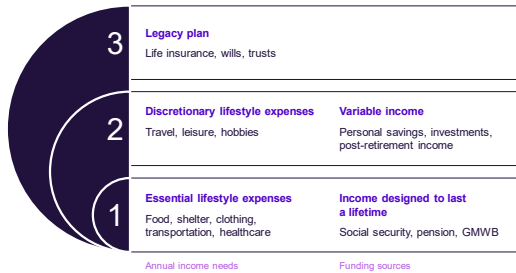 3
Legacy plan
Life insurance, wills, trusts
2
Discretionary lifestyle expenses
Travel, leisure, hobbies
Variable income
Personal savings, investments,
post-retirement income
1
Essential lifestyle expenses
Food, shelter, clothing,
transportation, healthcare
Income designed to last
a lifetime
Social security, pension, GMWB
Annual income needs
Funding sources